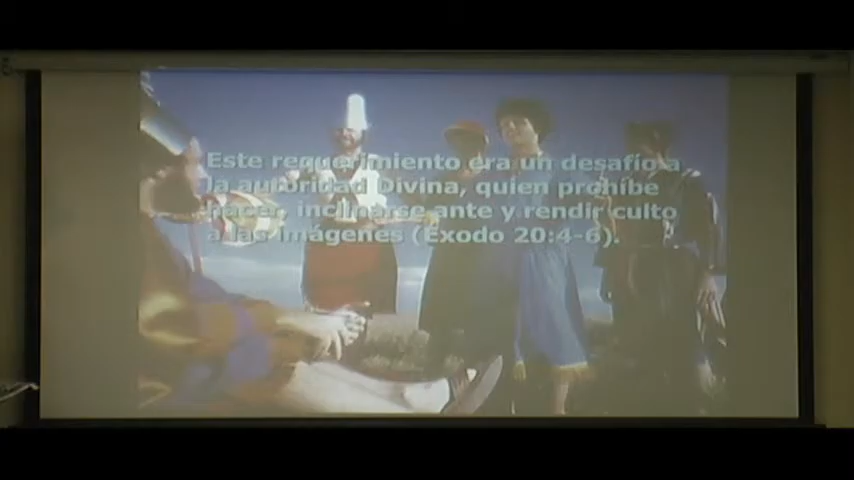 Este requerimiento era un desafío a
la autoridad Divina, quien prohíbe
hacer, inclinarse ante y rendir culto
a las imágenes (Exodo 20:4-6).